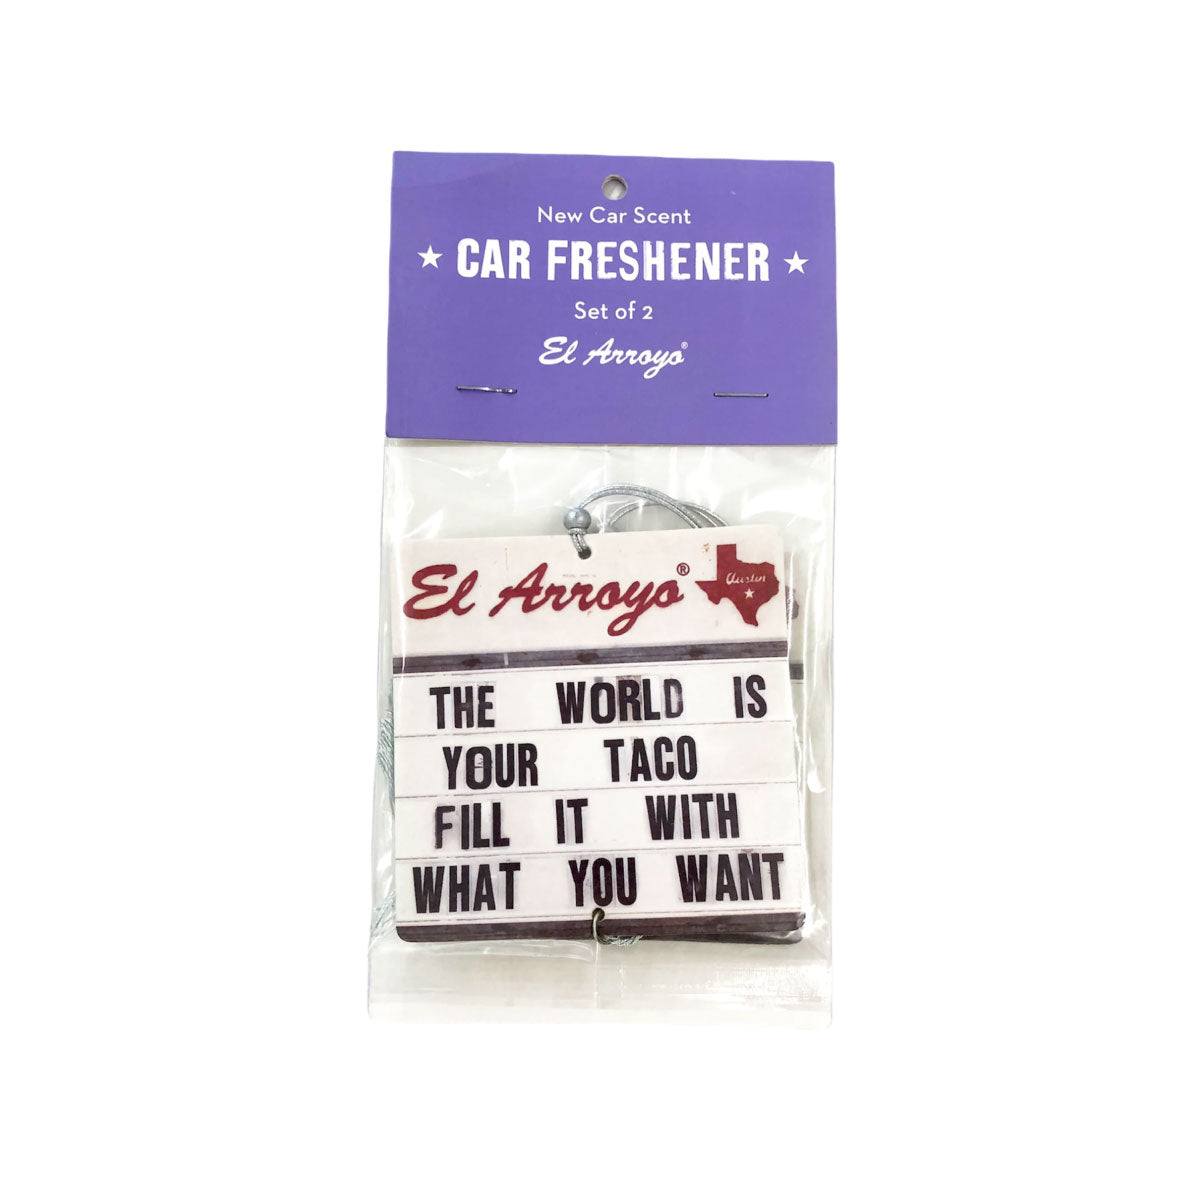 New Car Scent
★ CAR FRESHENER ★
Set of 2
El Arroyo®
El Arroyo®
Austin
THE WORLD IS
YOUR TACO
FILL IT WITH
WHAT YOU WANT